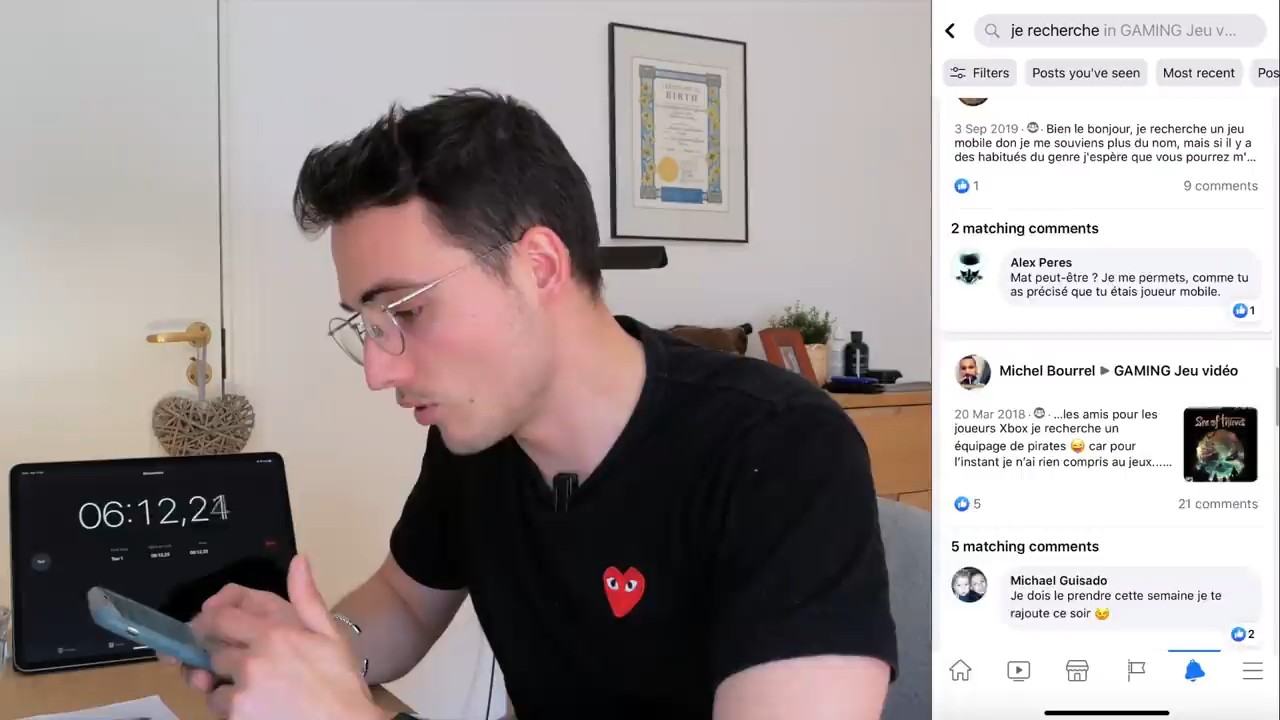 BIRTH
06:12,21
je recherche in GAMING Jeu v...
Filters
Posts you've seen
Most recent
Pos
3 Sep 2019 · Bien le bonjour, je recherche un jeu
mobile don je me souviens plus du nom, mais si il y a
des habitués du genre j'espère que vous pourrez m'...
1
9 comments
2 matching comments
Alex Peres
Mat peut-être ? Je me permets, comme tu
as précisé que tu étais joueur mobile.
1
Michel Bourrel ▶ GAMING Jeu vidéo
20 Mar 2018 · ...les amis pour les
joueurs Xbox je recherche un
équipage de pirates 😜 car pour
l'instant je n'ai rien compris au jeux......
Sea of Thieves
5
21 comments
5 matching comments
Michael Guisado
Je dois le prendre cette semaine je te
rajoute ce soir 😉
2